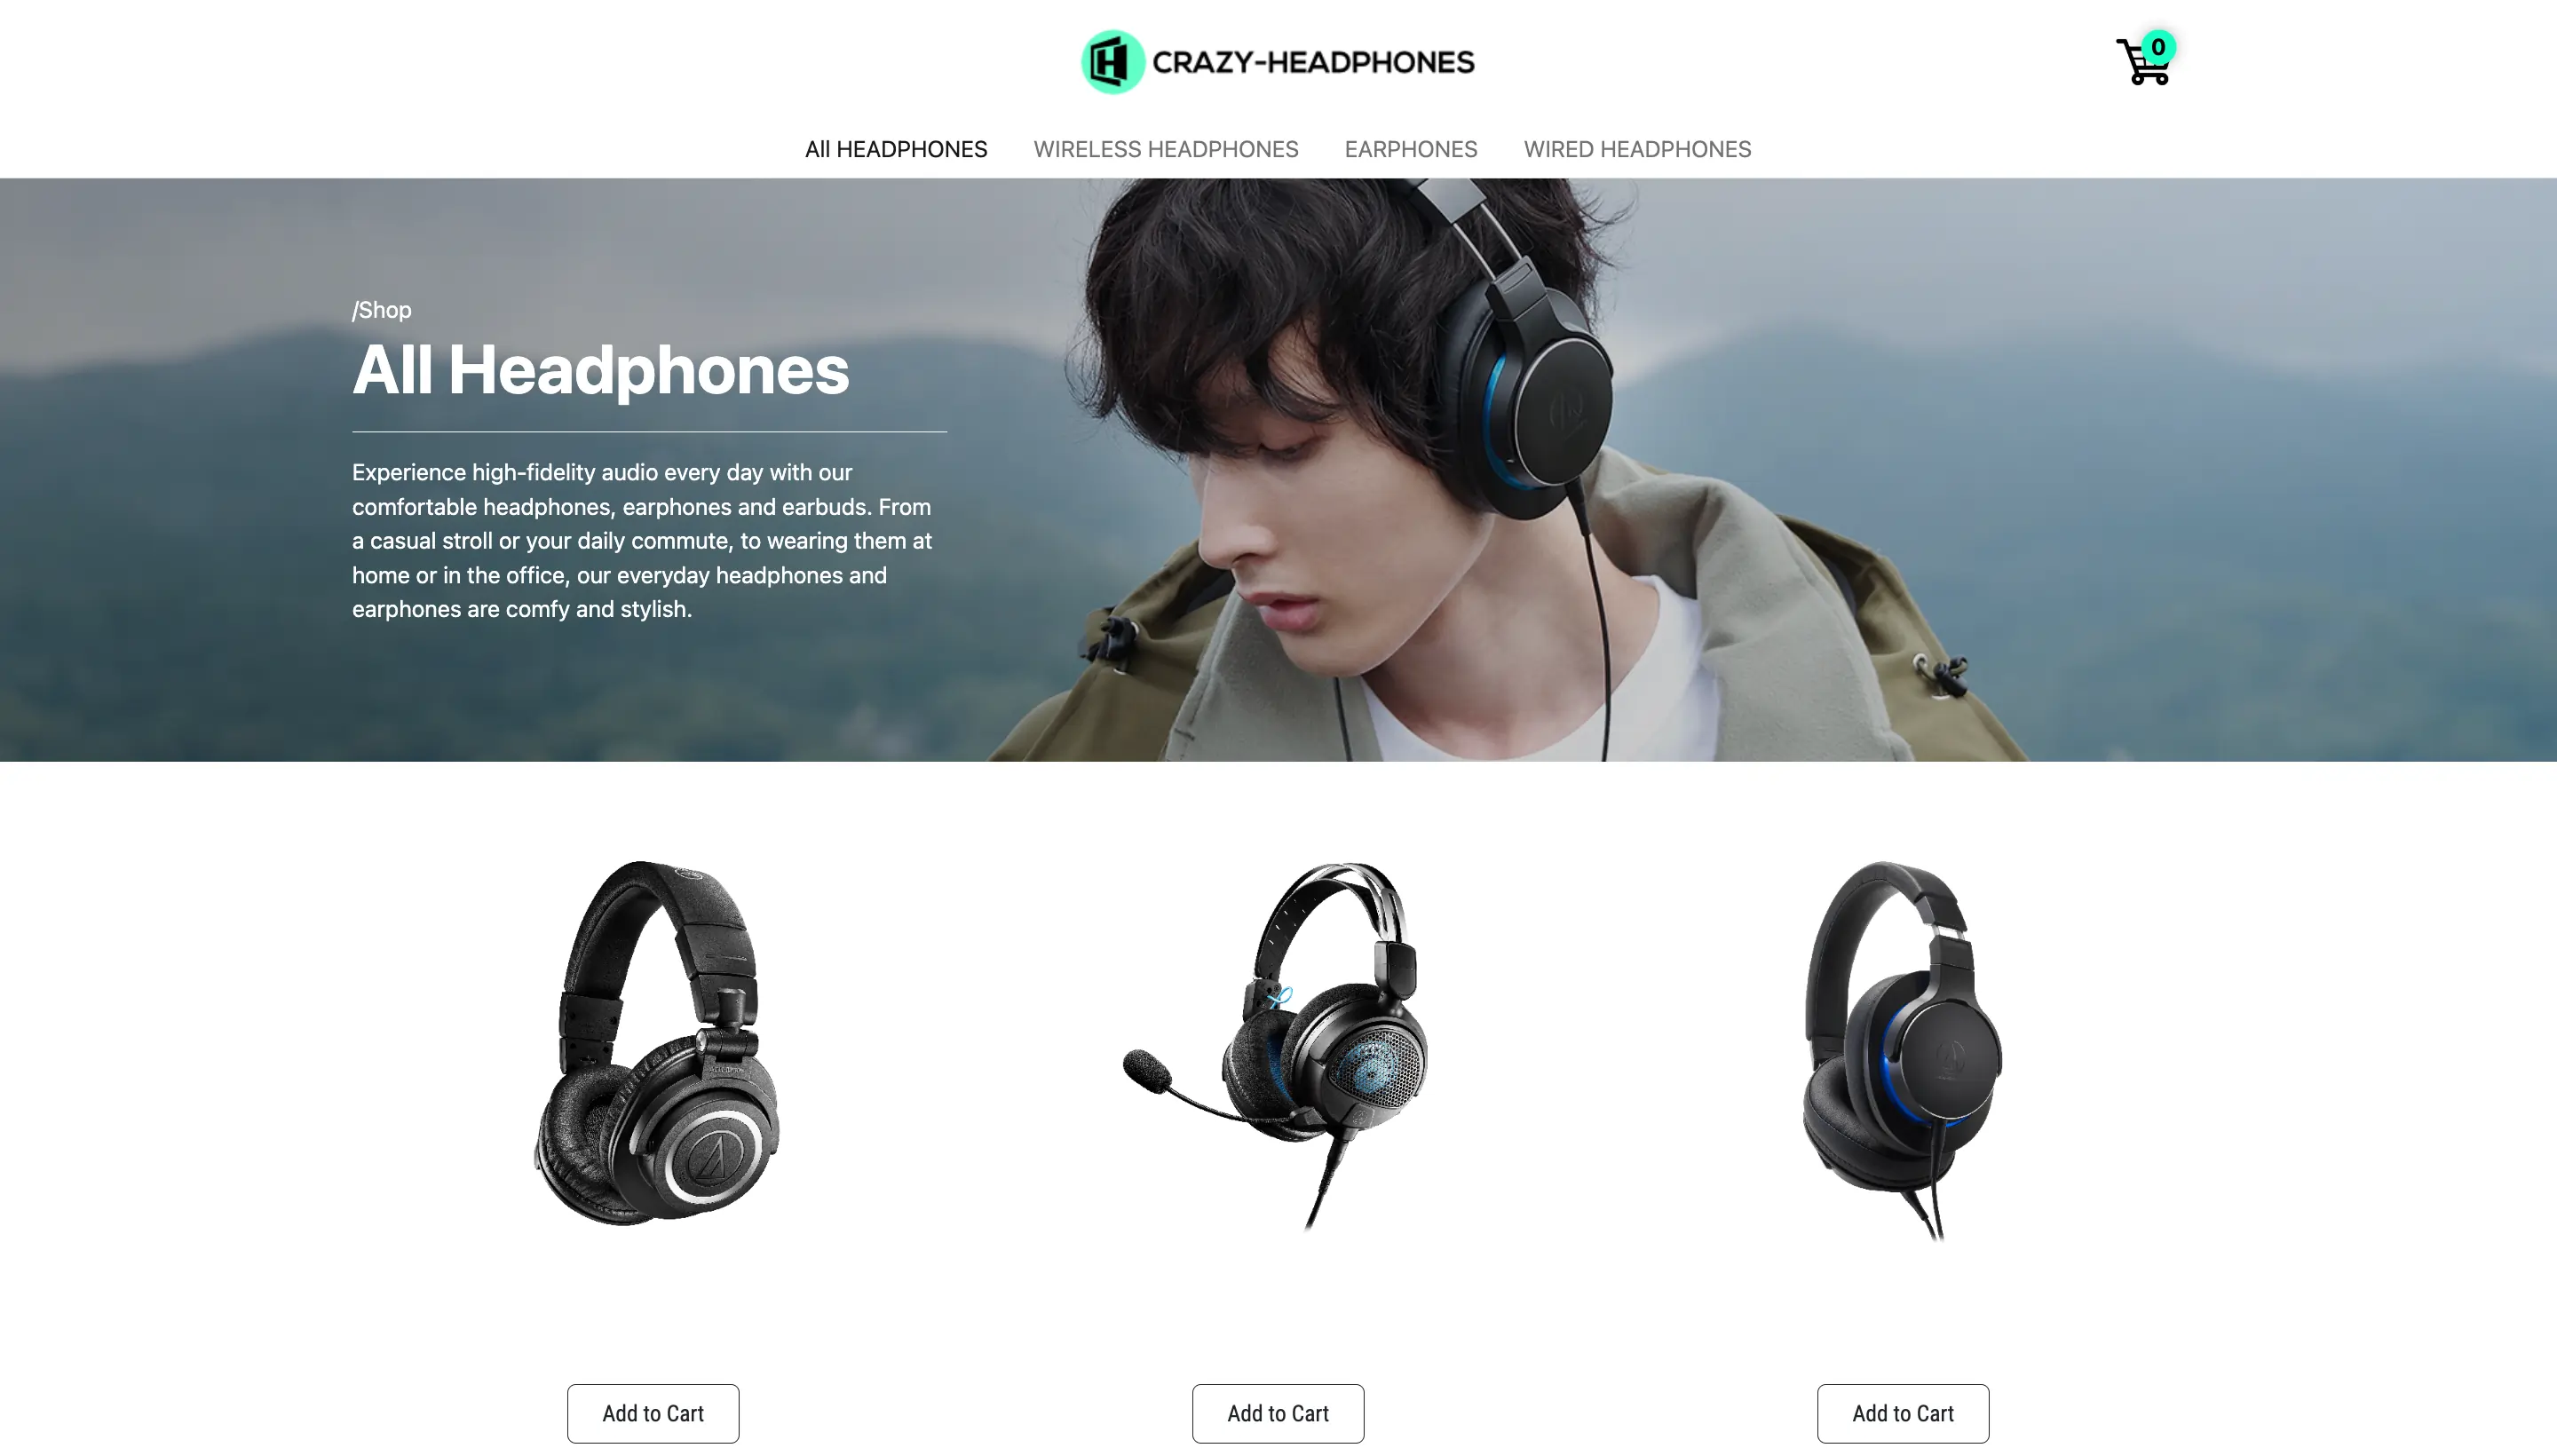 CRAZY-HEADPHONES
0
All HEADPHONES WIRELESS HEADPHONES EARPHONES WIRED HEADPHONES
/Shop
All Headphones
Experience high-fidelity audio every day with our
comfortable headphones, earphones and earbuds. From
a casual stroll or your daily commute, to wearing them at
home or in the office, our everyday headphones and
earphones are comfy and stylish.
Add to Cart Add to Cart Add to Cart